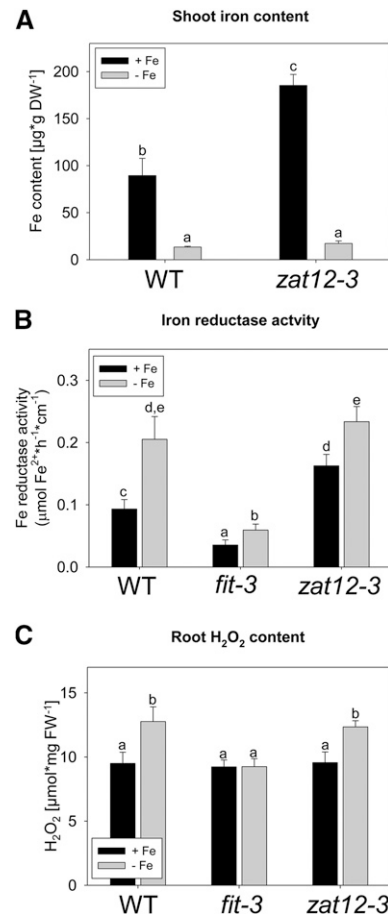 A
Shoot iron content
Fe content [µg*g DW-1]
200
150
100
50
0
+ Fe
- Fe
b
a
c
a
WT
zat12-3
B
Iron reductase actvity
Fe reductase activity
(µmol Fe2+*h-1*cm-1)
0.3
0.2
0.1
0.0
+ Fe
- Fe
c
d,e
a
b
d
e
WT
fit-3
zat12-3
C
Root H2O2 content
H2O2 [µmol*mg FW-1]
15
10
5
0
a
b
a
a
a
b
+ Fe
- Fe
WT
fit-3
zat12-3